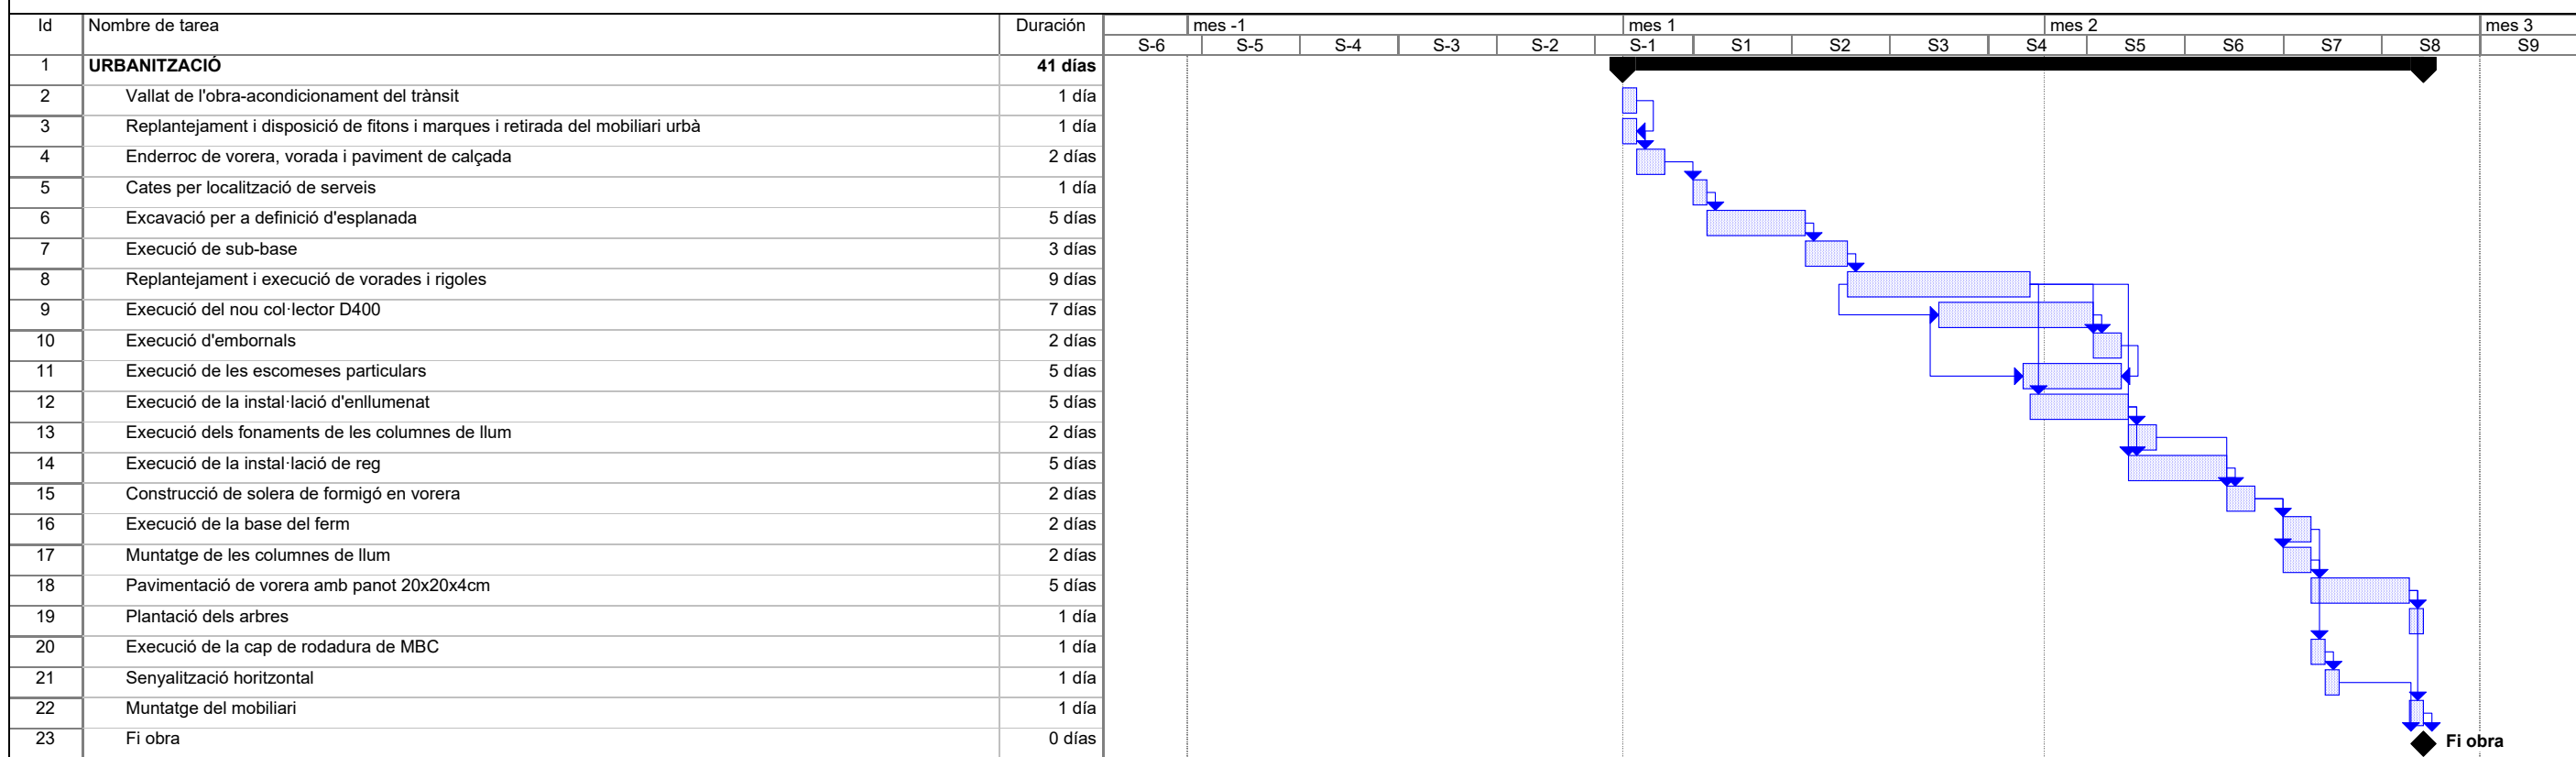 Id Nombre de tarea Duración mes -1 mes 1 mes 2 mes 3
S-6 S-5 S-4 S-3 S-2 S-1 S1 S2 S3 S4 S5 S6 S7 S8 S9
1 URBANITZACIÓ 41 días
2 Vallat de l'obra-acondicionament del trànsit 1 día
3 Replantejament i disposició de fitons i marques i retirada del mobiliari urbà 1 día
4 Enderroc de vorera, vorada i paviment de calçada 2 días
5 Cates per localització de serveis 1 día
6 Excavació per a definició d'esplanada 5 días
7 Execució de sub-base 3 días
8 Replantejament i execució de vorades i rigoles 9 días
9 Execució del nou col·lector D400 7 días
10 Execució d'embornals 2 días
11 Execució de les escomeses particulars 5 días
12 Execució de la instal·lació d'enllumenat 5 días
13 Execució dels fonaments de les columnes de llum 2 días
14 Execució de la instal·lació de reg 5 días
15 Construcció de solera de formigó en vorera 2 días
16 Execució de la base del ferm 2 días
17 Muntatge de les columnes de llum 2 días
18 Pavimentació de vorera amb panot 20x20x4cm 5 días
19 Plantació dels arbres 1 día
20 Execució de la cap de rodadura de MBC 1 día
21 Senyalització horitzontal 1 día
22 Muntatge del mobiliari 1 día
23 Fi obra 0 días Fi obra